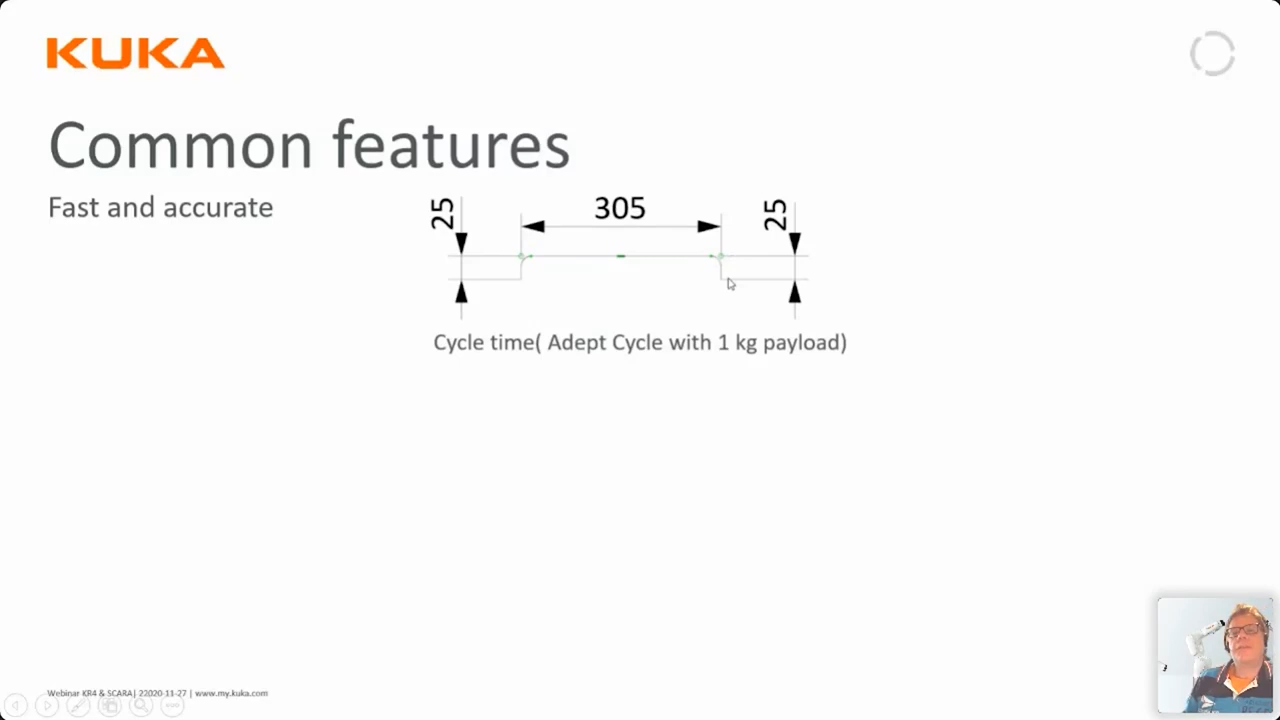 KUKA
Common features
Fast and accurate
25
305
25
Cycle time( Adept Cycle with 1 kg payload)
Webinar KR4 & SCARA| 22020-11-27 | www.my.kuka.com